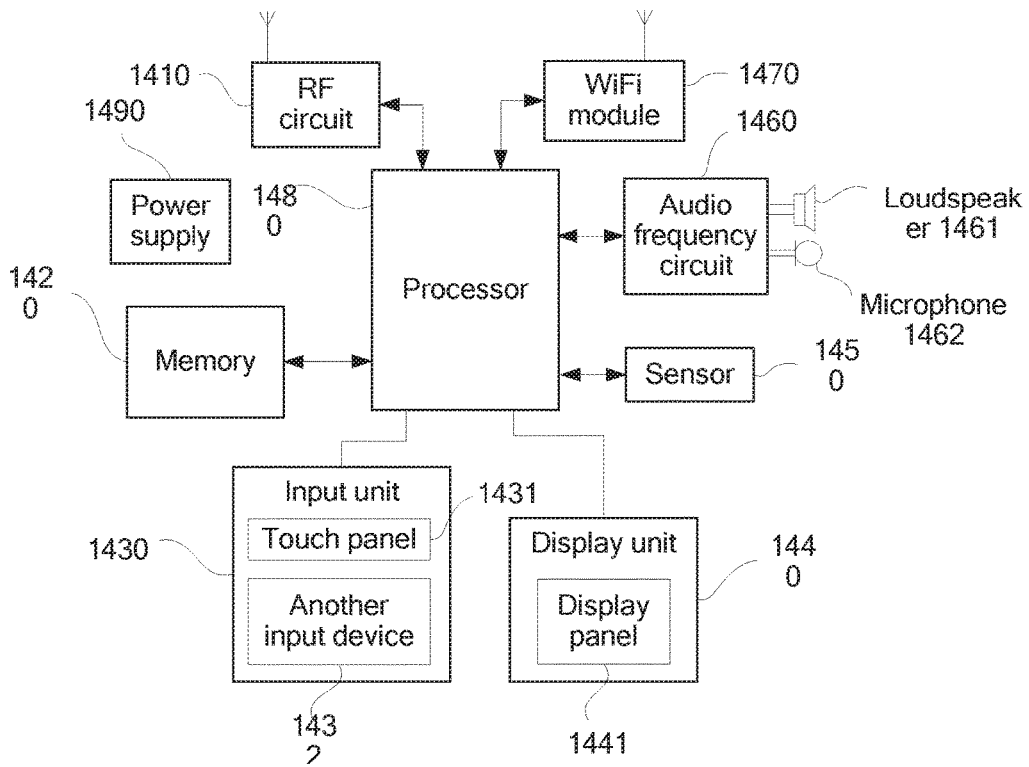 1410
RF
circuit
WiFi
module
1470
1490
1460
Power
supply
148
0
Audio
frequency
circuit
Loudspeak
er 1461
Processor
142
0
Memory
Microphone
1462
Sensor
145
0
Input unit
1431
Touch panel
1430
Another
input device
143
2
Display unit
144
0
Display
panel
1441